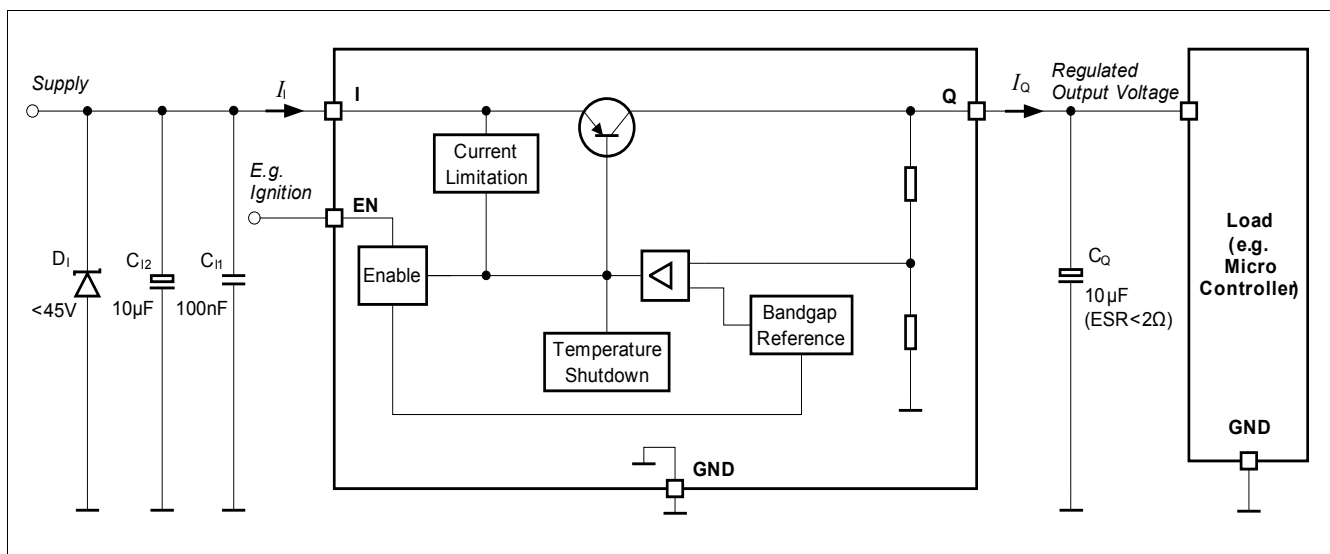 Supply
I_I
I
Q
I_Q
Regulated
Output Voltage
Current
Limitation
E.g.
Ignition
EN
Enable
Load
(e.g.
Micro
Controller)
D_I
<45V
C_I2
10µF
C_I1
100nF
Bandgap
Reference
Temperature
Shutdown
C_Q
10µF
(ESR<2Ω)
GND
GND